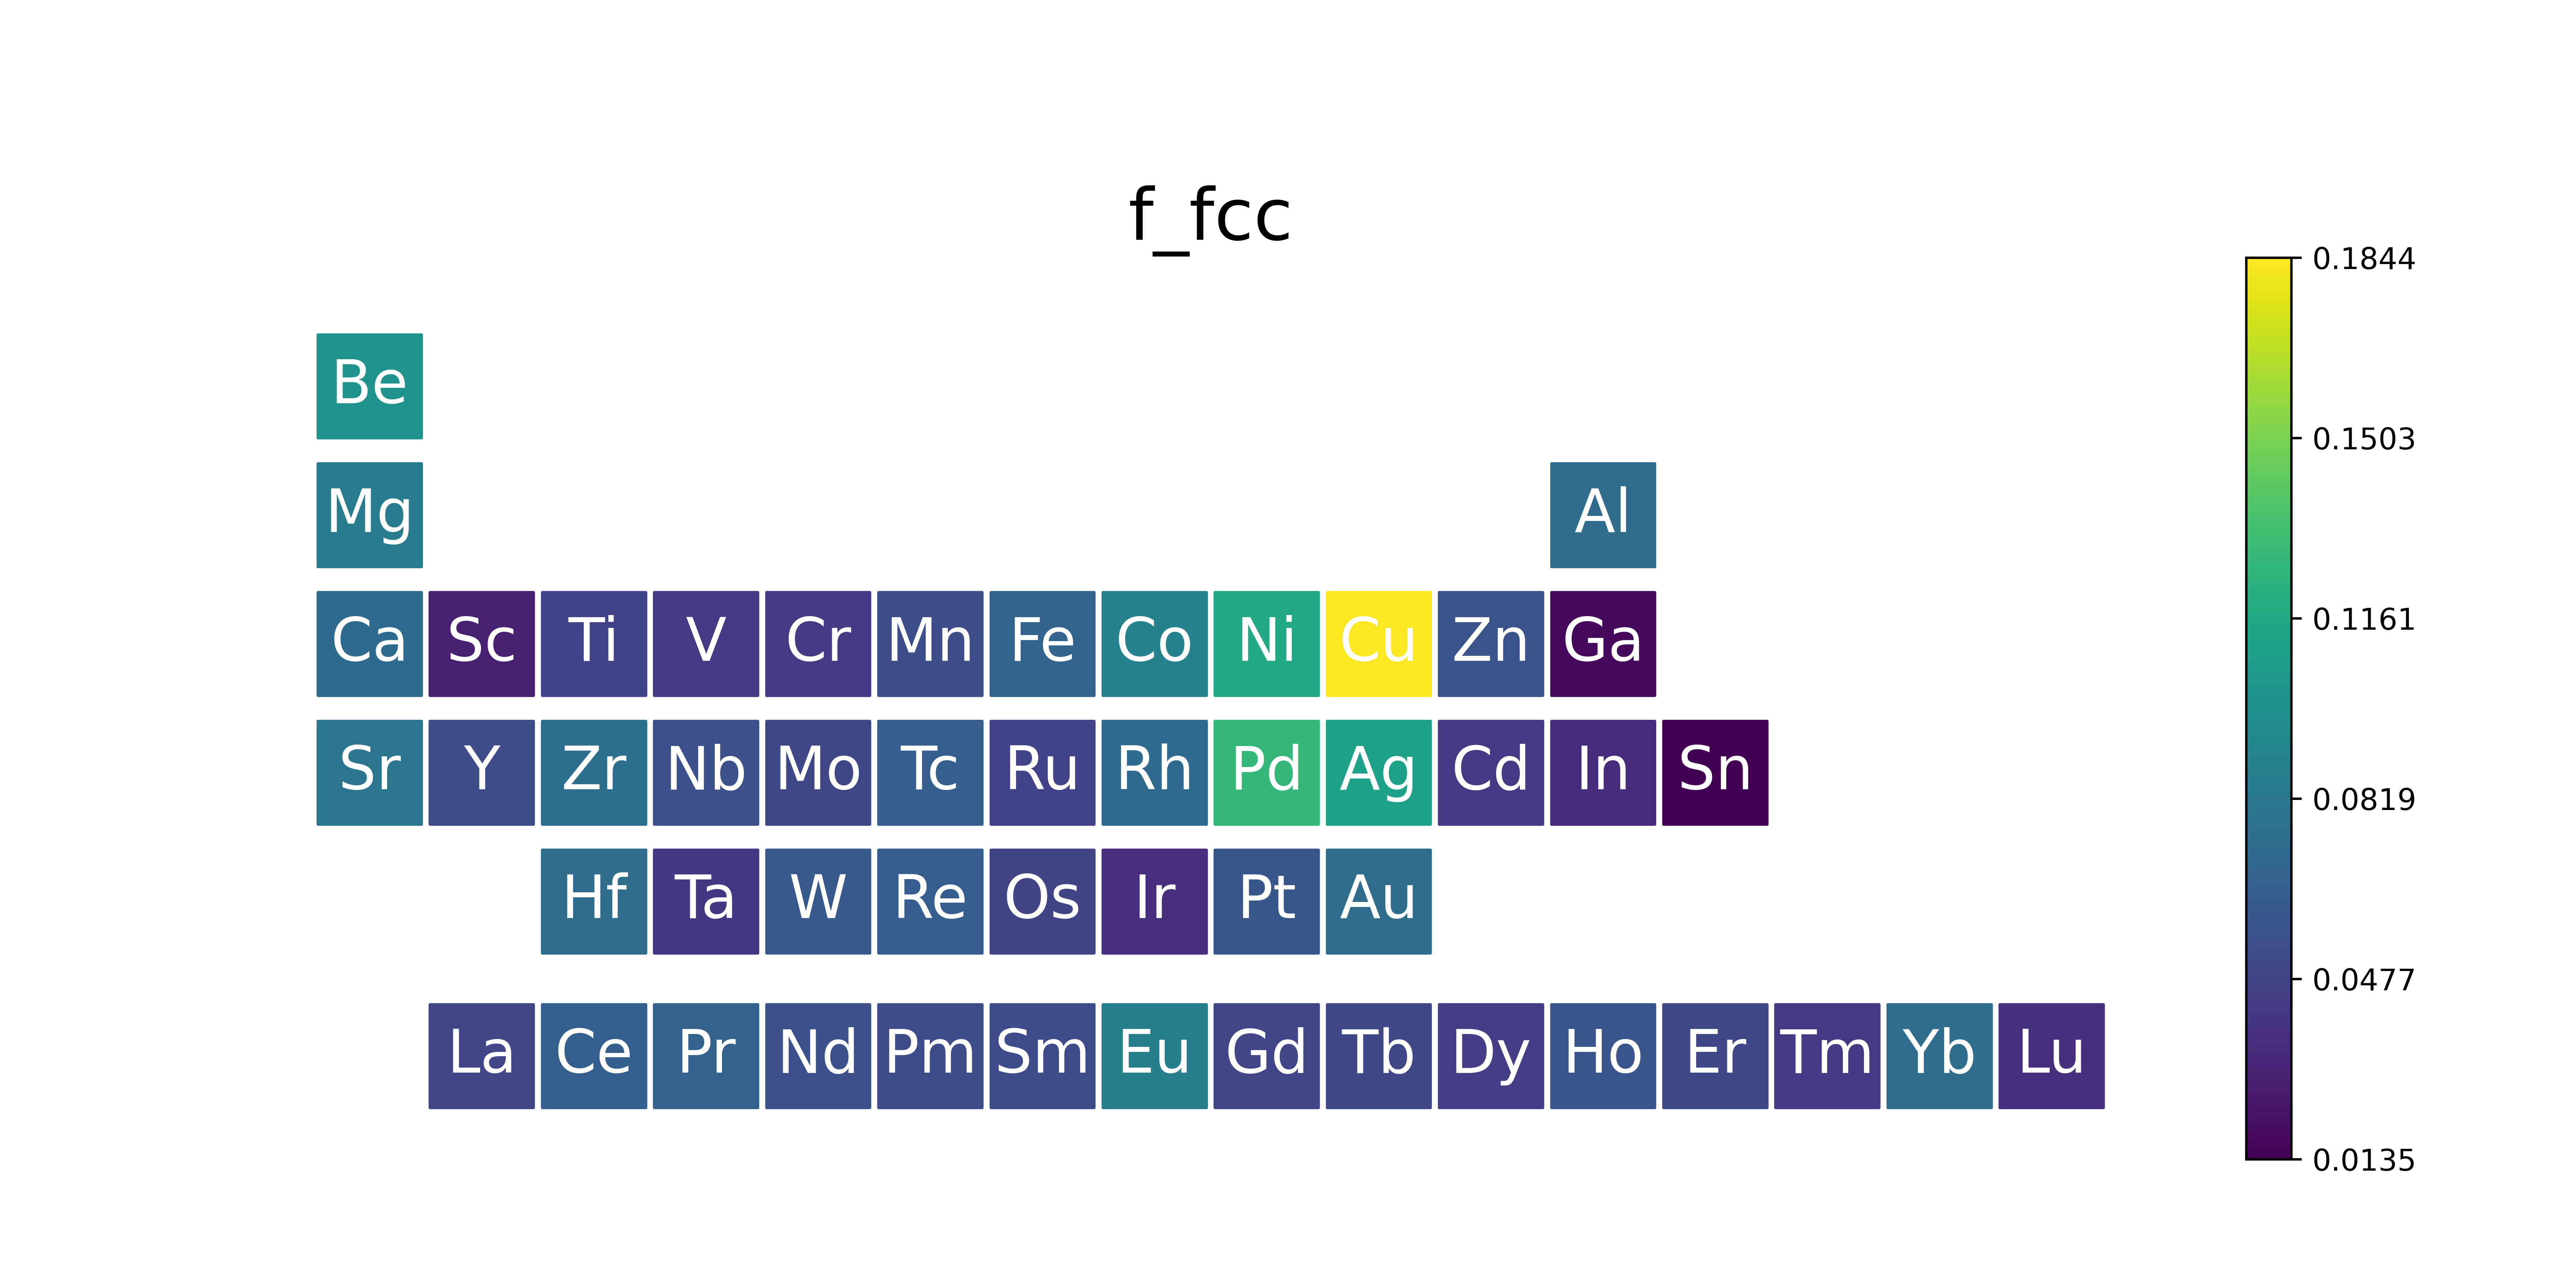 f_fcc
Be
Mg Al
Ca Sc Ti V Cr Mn Fe Co Ni Cu Zn Ga
Sr Y Zr Nb Mo Tc Ru Rh Pd Ag Cd In Sn
Hf Ta W Re Os Ir Pt Au
La Ce Pr Nd Pm Sm Eu Gd Tb Dy Ho Er Tm Yb Lu
0.1844
0.1503
0.1161
0.0819
0.0477
0.0135